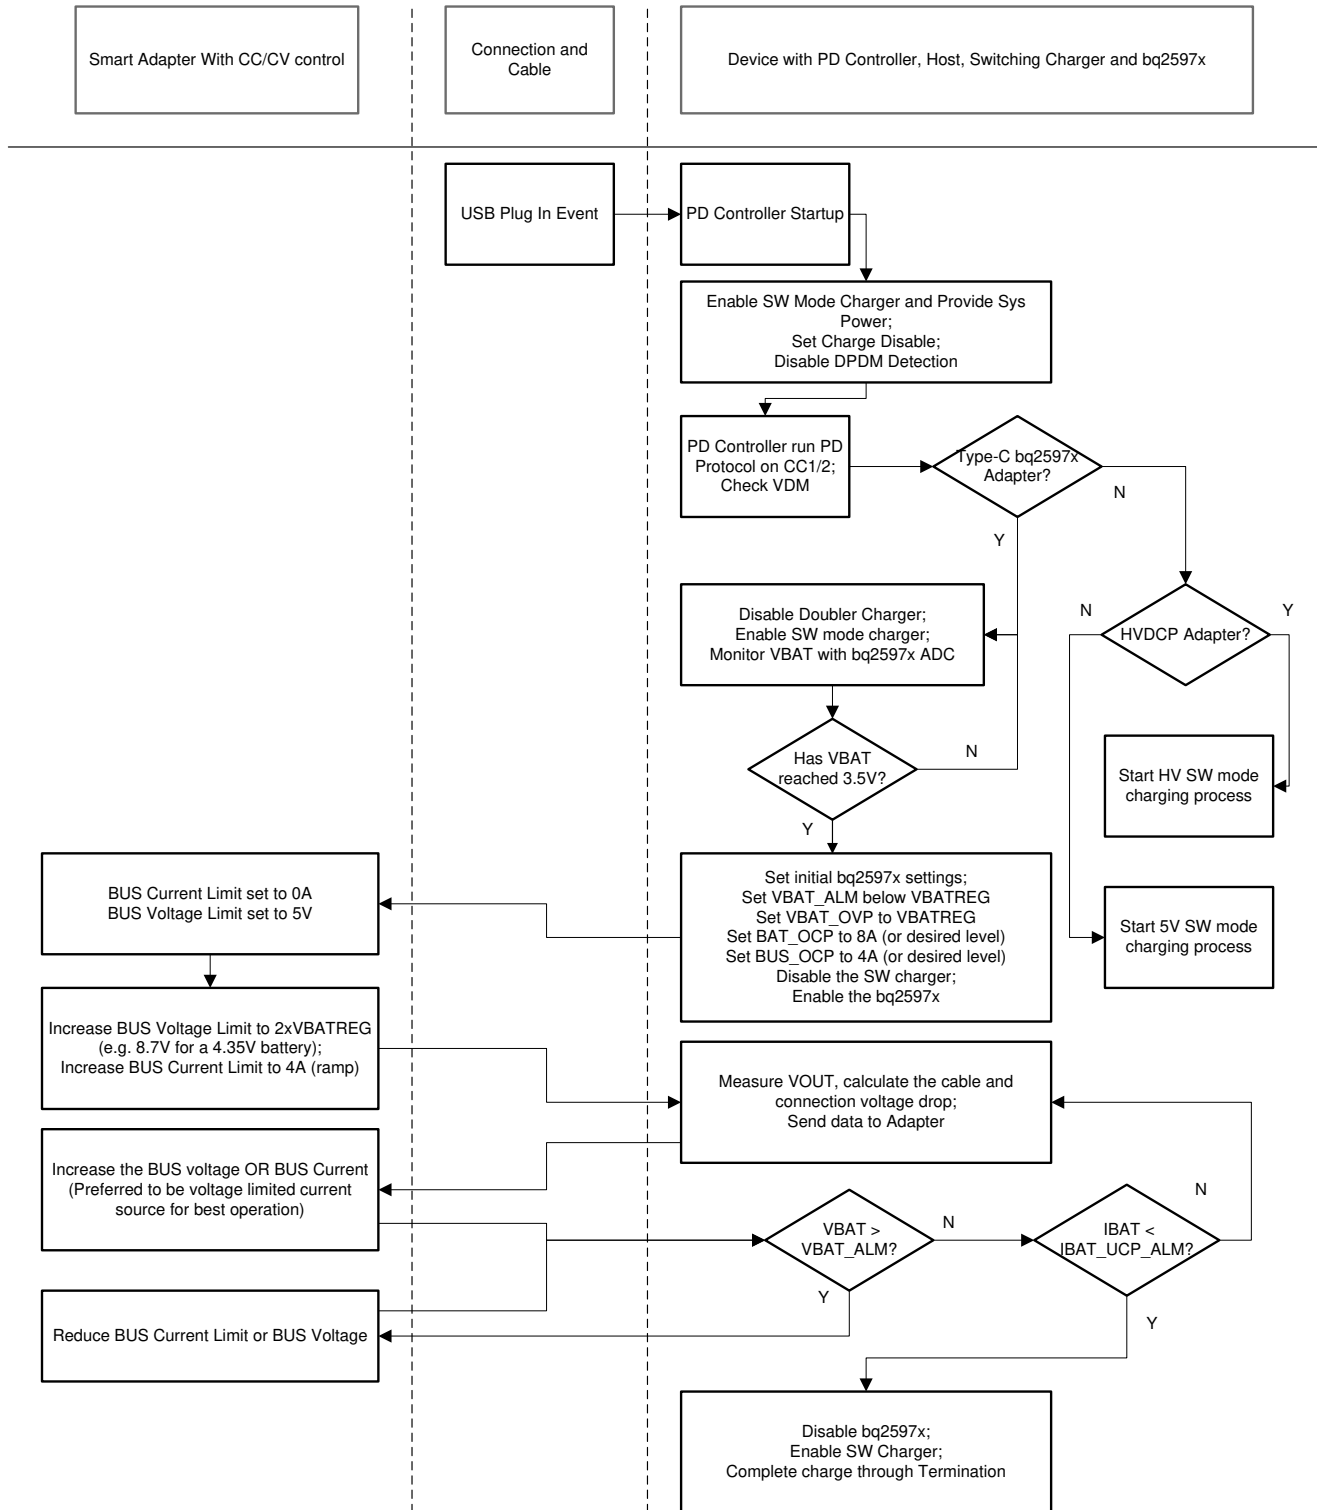 Smart Adapter With CC/CV control
Connection and
Cable
Device with PD Controller, Host, Switching Charger and bq2597x
USB Plug In Event
PD Controller Startup
Enable SW Mode Charger and Provide Sys
Power;
Set Charge Disable;
Disable DPDM Detection
PD Controller run PD
Protocol on CC1/2;
Check VDM
Type-C bq2597x
Adapter?
N
Y
Disable Doubler Charger;
Enable SW mode charger;
Monitor VBAT with bq2597x ADC
N
HVDCP Adapter?
Y
Has VBAT
reached 3.5V?
N
Y
Start HV SW mode
charging process
BUS Current Limit set to 0A
BUS Voltage Limit set to 5V
Set initial bq2597x settings;
Set VBAT_ALM below VBATREG
Set VBAT_OVP to VBATREG
Set BAT_OCP to 8A (or desired level)
Set BUS_OCP to 4A (or desired level)
Disable the SW charger;
Enable the bq2597x
Start 5V SW mode
charging process
Increase BUS Voltage Limit to 2xVBATREG
(e.g. 8.7V for a 4.35V battery);
Increase BUS Current Limit to 4A (ramp)
Measure VOUT, calculate the cable and
connection voltage drop;
Send data to Adapter
Increase the BUS voltage OR BUS Current
(Preferred to be voltage limited current
source for best operation)
VBAT >
VBAT_ALM?
N
Y
IBAT <
IBAT_UCP_ALM?
N
Y
Reduce BUS Current Limit or BUS Voltage
Disable bq2597x;
Enable SW Charger;
Complete charge through Termination